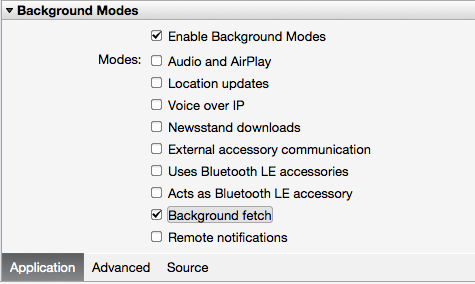 Background Modes
Enable Background Modes
Modes: Audio and AirPlay
Location updates
Voice over IP
Newsstand downloads
External accessory communication
Uses Bluetooth LE accessories
Acts as Bluetooth LE accessory
Background fetch
Remote notifications
Application Advanced Source